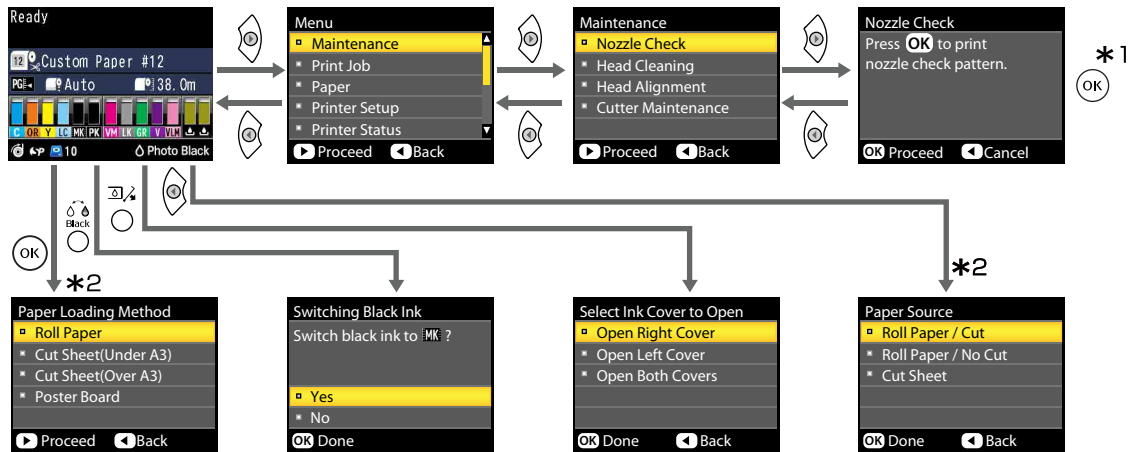 Ready
12 Custom Paper #12
PG Auto 38.0m
C OR Y LC MK PK VM LK GR V VLM
10 Photo Black
Menu
Maintenance
Print Job
Paper
Printer Setup
Printer Status
Proceed Back
Maintenance
Nozzle Check
Head Cleaning
Head Alignment
Cutter Maintenance
Proceed Back
Nozzle Check
Press OK to print
nozzle check pattern.
OK Proceed Cancel
*1
OK
Black
OK
*2
*2
Paper Loading Method
Roll Paper
Cut Sheet(Under A3)
Cut Sheet(Over A3)
Poster Board
Proceed Back
Switching Black Ink
Switch black ink to MK ?
Yes
No
OK Done
Select Ink Cover to Open
Open Right Cover
Open Left Cover
Open Both Covers
OK Done Back
Paper Source
Roll Paper / Cut
Roll Paper / No Cut
Cut Sheet
OK Done Back